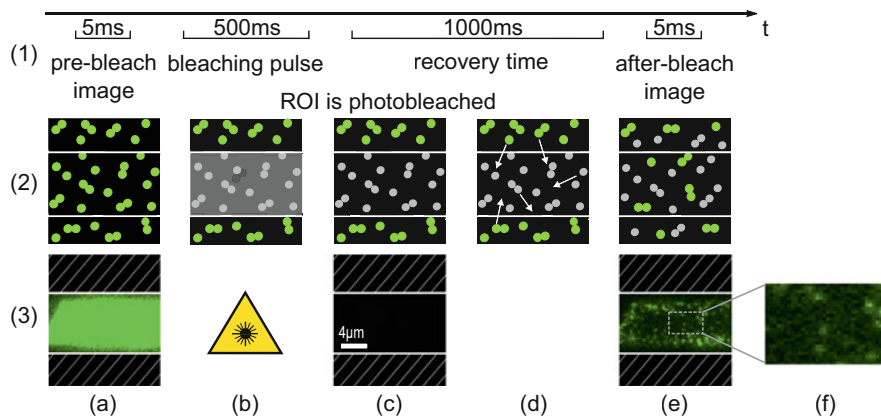 t
5ms 500ms 1000ms 5ms
(1) pre-bleach image bleaching pulse recovery time after-bleach image
ROI is photobleached
(2)
(3)
4μm
(a) (b) (c) (d) (e) (f)